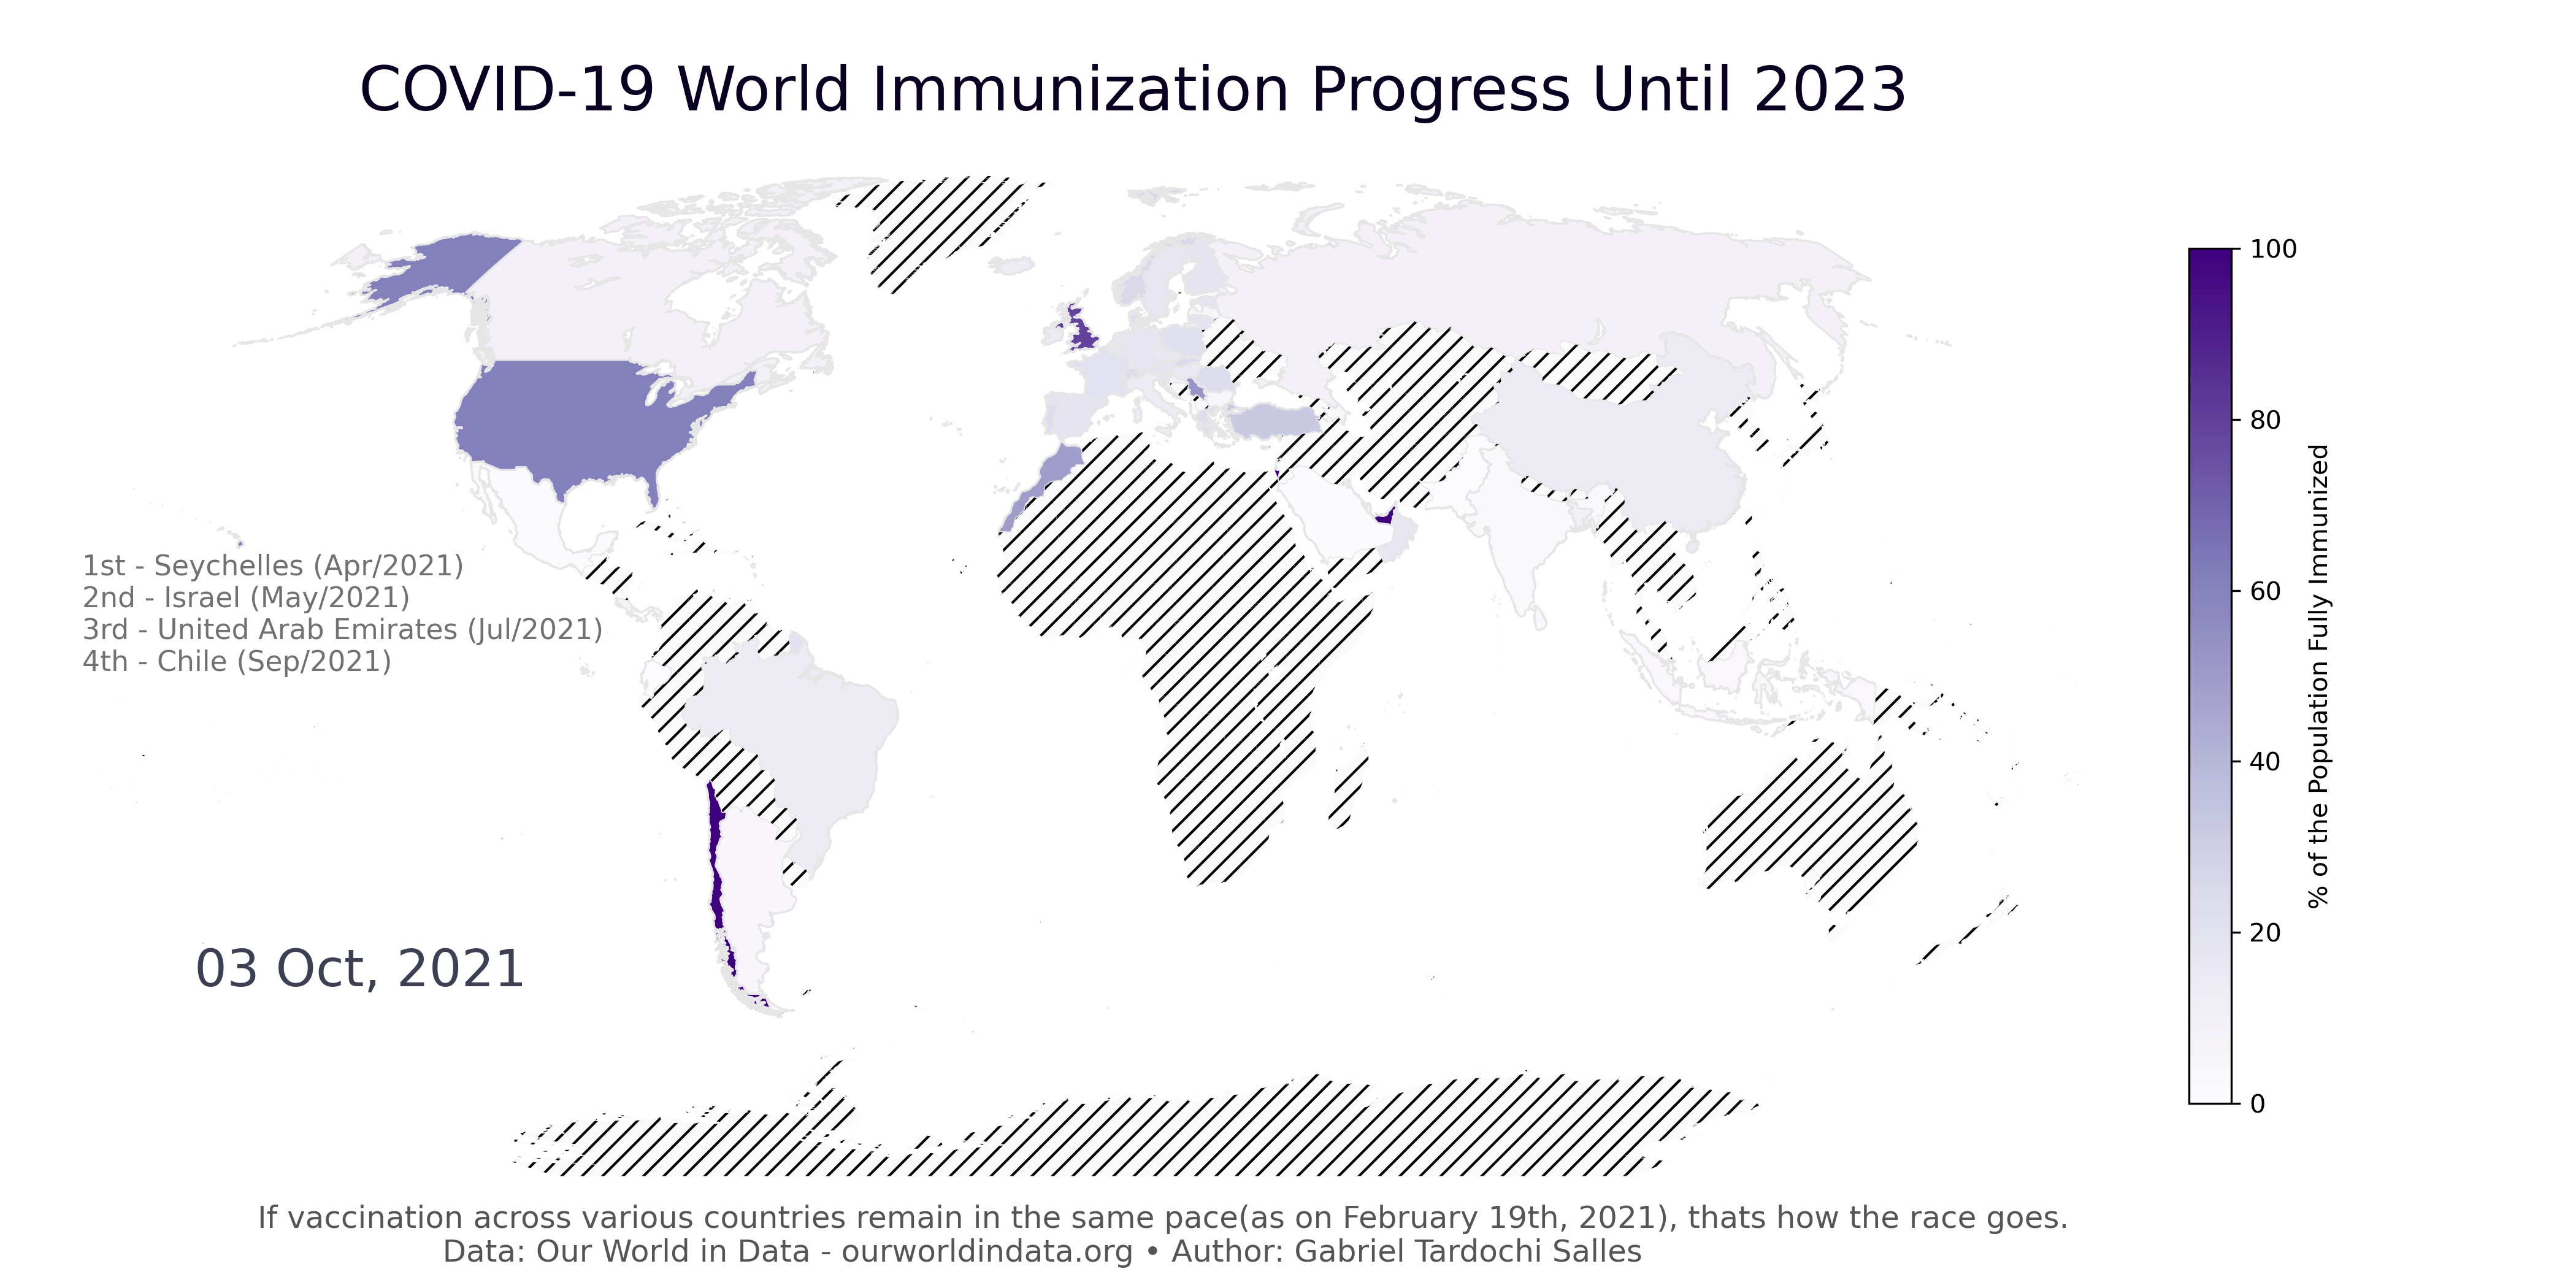 COVID-19 World Immunization Progress Until 2023
1st - Seychelles (Apr/2021)
2nd - Israel (May/2021)
3rd - United Arab Emirates (Jul/2021)
4th - Chile (Sep/2021)
03 Oct, 2021
100
80
60
40
20
0
% of the Population Fully Immunized
If vaccination across various countries remain in the same pace(as on February 19th, 2021), thats how the race goes.
Data: Our World in Data - ourworldindata.org • Author: Gabriel Tardochi Salles